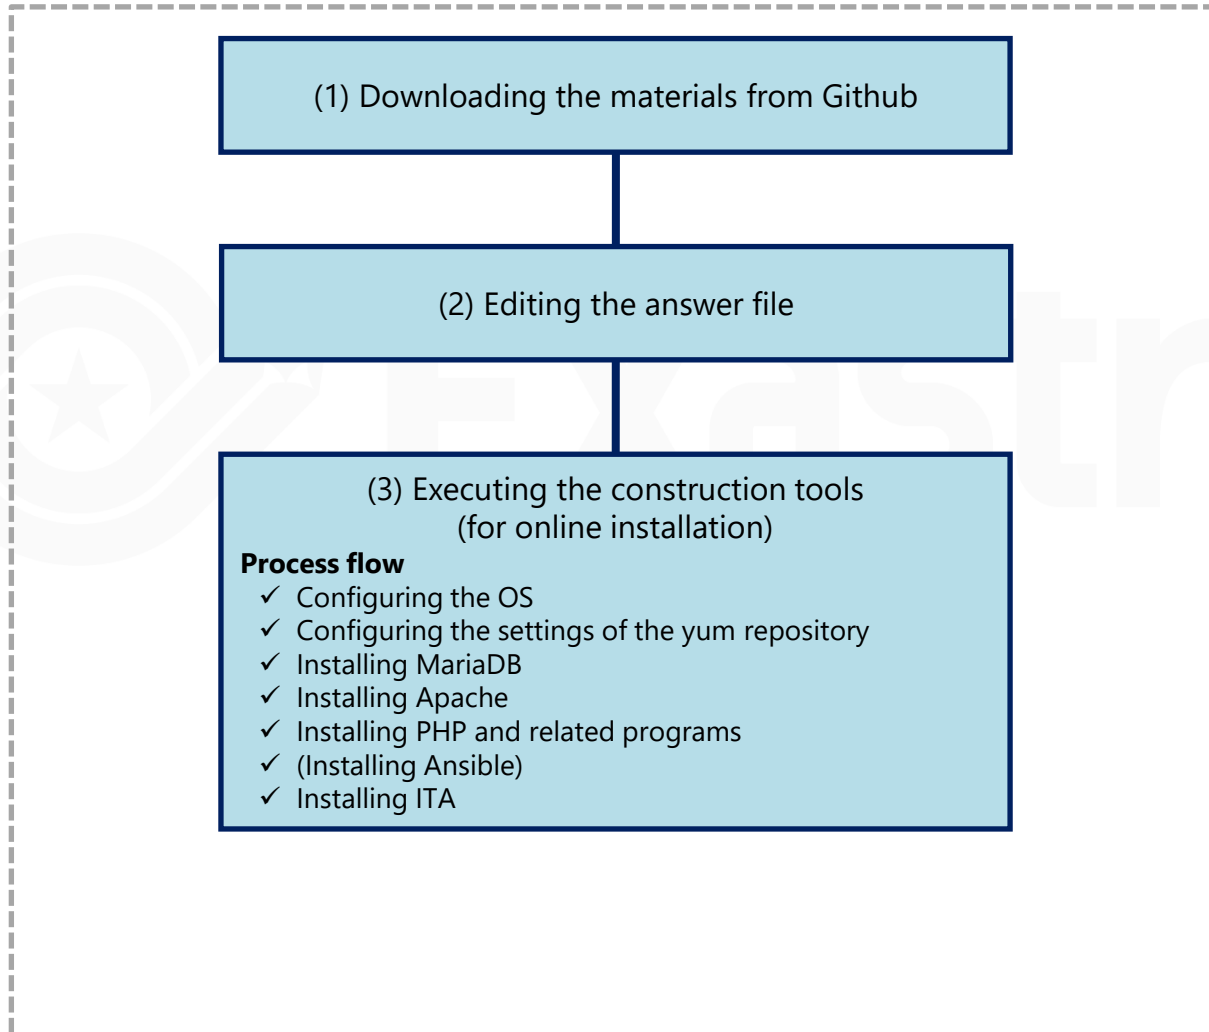 (1) Downloading the materials from Github
(2) Editing the answer file
(3) Executing the construction tools
(for online installation)
Process flow
✓ Configuring the OS
✓ Configuring the settings of the yum repository
✓ Installing MariaDB
✓ Installing Apache
✓ Installing PHP and related programs
✓ (Installing Ansible)
✓ Installing ITA
Exastr